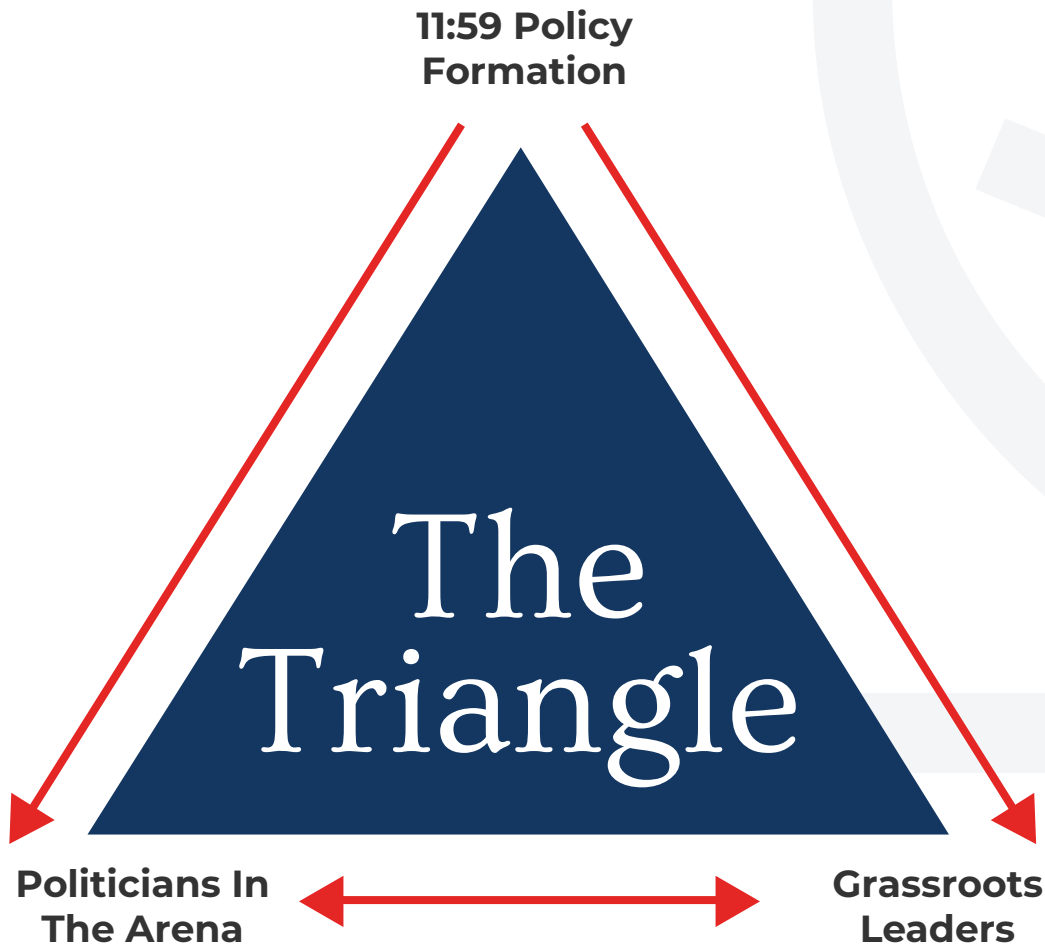 11:59 Policy
Formation
The
Triangle
Politicians In
The Arena
Grassroots
Leaders